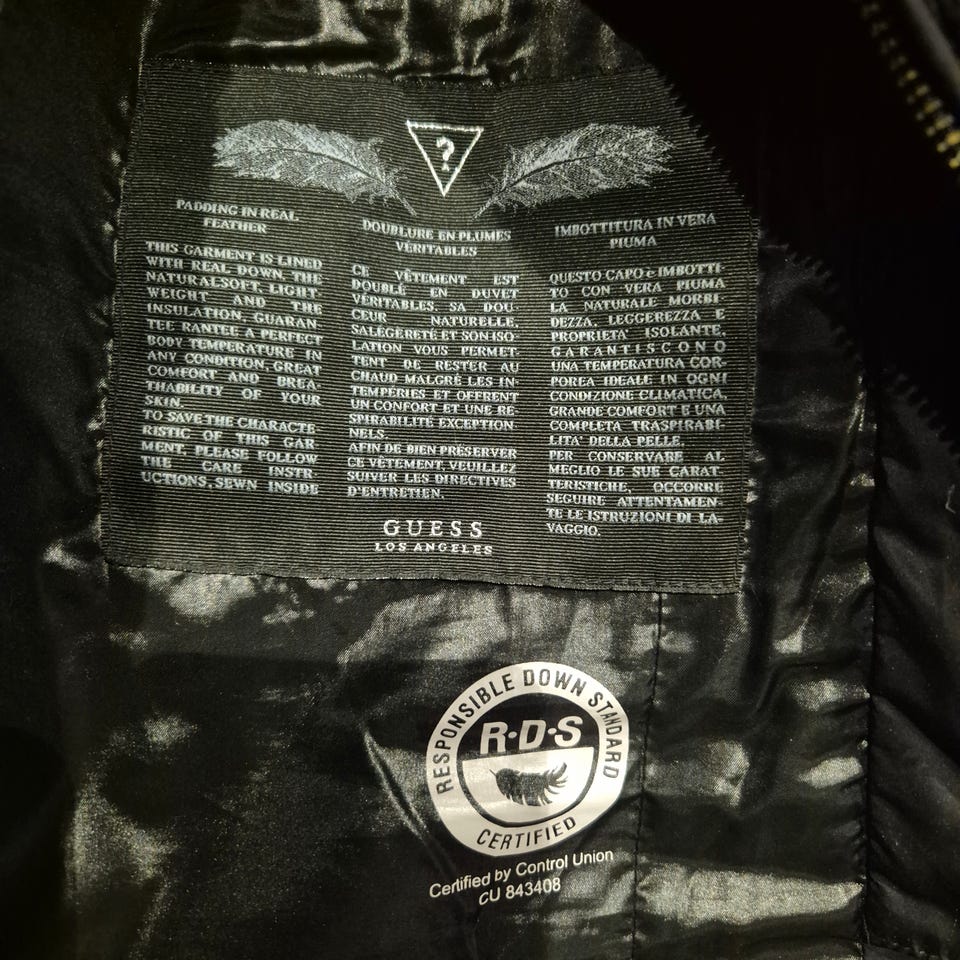 ?
PADDING IN REAL
FEATHER
THIS GARMENT IS LINED
WITH REAL DOWN, THE
NATURALSOFT, LIGHT
WEIGHT AND THE
INSULATION, GUARAN
TEE RANTEE A PERFECT
BODY TEMPERATURE IN
ANY CONDITION, GREAT
COMFORT AND BREA-
THABILITY OF YOUR
SKIN
TO SAVE THE CHARACTE
RISTIC OF THIS GAR
MENT, PLEASE FOLLOW
THE CARE INSTR
UCTIONS, SEWN INSIDE
DOUBLURE EN PLUMES
VÉRITABLES
CE VÊTEMENT EST
DOUBLÉ EN DUVET
VÉRITABLES SA DOU-
CEUR NATURELLE,
SALÉGERETÉ ET SON ISO-
LATION VOUS PERMET-
TENT DE RESTER AU
CHAUD MALGRÉ LES IN-
TEMPÉRIES ET OFFRENT
UN CONFORT ET UNE RE-
SPIRABILITÉ EXCEPTION-
NELS.
AFIN DE BIEN PRÉSERVER
CE VÊTEMENT, VEUILLEZ
SUIVER LES DIRECTIVES
D'ENTRETIEN.
IMBOTTITURA IN VERA
PIUMA
QUESTO CAPO è IMBOTTI-
TO CON VERA PIUMA
LA NATURALE MORBI-
DEZZA, LEGGEREZZA E
PROPRIETA' ISOLANTE,
GARANTISCONO
UNA TEMPERATURA COR-
POREA IDEALE IN OGNI
CONDIZIONE CLIMATICA,
GRANDE COMFORT E UNA
COMPLETA TRASPIRABI-
LITA' DELLA PELLE.
PER CONSERVARE AL
MEGLIO LE SUE CARAT-
TERISTICHE, OCCORRE
SEGUIRE ATTENTAMEN-
TE LE ISTRUZIONI DI LA-
VAGGIO.
GUESS
LOS ANGELES
RESPONSIBLE DOWN STANDARD
R·D·S
CERTIFIED
Certified by Control Union
CU 843408